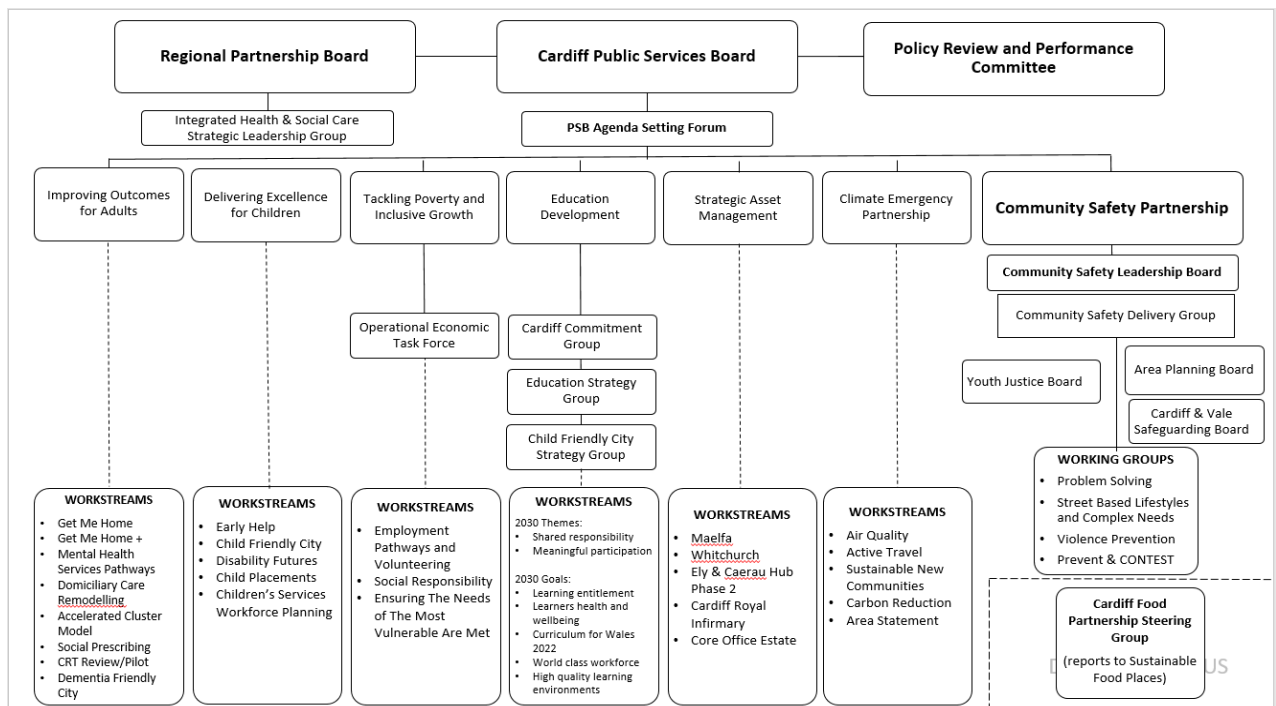 Regional Partnership Board
Cardiff Public Services Board
Policy Review and Performance
Committee
Integrated Health & Social Care
Strategic Leadership Group
PSB Agenda Setting Forum
Improving Outcomes
for Adults
Delivering Excellence
for Children
Tackling Poverty and
Inclusive Growth
Education
Development
Strategic Asset
Management
Climate Emergency
Partnership
Community Safety Partnership
Community Safety Leadership Board
Community Safety Delivery Group
Operational Economic
Task Force
Cardiff Commitment
Group
Education Strategy
Group
Child Friendly City
Strategy Group
Youth Justice Board
Area Planning Board
Cardiff & Vale
Safeguarding Board
WORKING GROUPS
• Problem Solving
• Street Based Lifestyles
and Complex Needs
• Violence Prevention
• Prevent & CONTEST
WORKSTREAMS
• Get Me Home
• Get Me Home +
• Mental Health
Services Pathways
• Domiciliary Care
Remodelling
• Accelerated Cluster
Model
• Social Prescribing
• CRT Review/Pilot
• Dementia Friendly
City
WORKSTREAMS
• Early Help
• Child Friendly City
• Disability Futures
• Child Placements
• Children's Services
Workforce Planning
WORKSTREAMS
• Employment
Pathways and
Volunteering
• Social Responsibility
• Ensuring The Needs
of The Most
Vulnerable Are Met
WORKSTREAMS
2030 Themes:
• Shared responsibility
• Meaningful participation
2030 Goals:
• Learning entitlement
• Learners health and
wellbeing
• Curriculum for Wales
2022
• World class workforce
• High quality learning
environments
WORKSTREAMS
• Maelfa
• Whitchurch
• Ely & Caerau Hub
Phase 2
• Cardiff Royal
Infirmary
• Core Office Estate
WORKSTREAMS
• Air Quality
• Active Travel
• Sustainable New
Communities
• Carbon Reduction
• Area Statement
Cardiff Food
Partnership Steering
Group
(reports to Sustainable
Food Places)